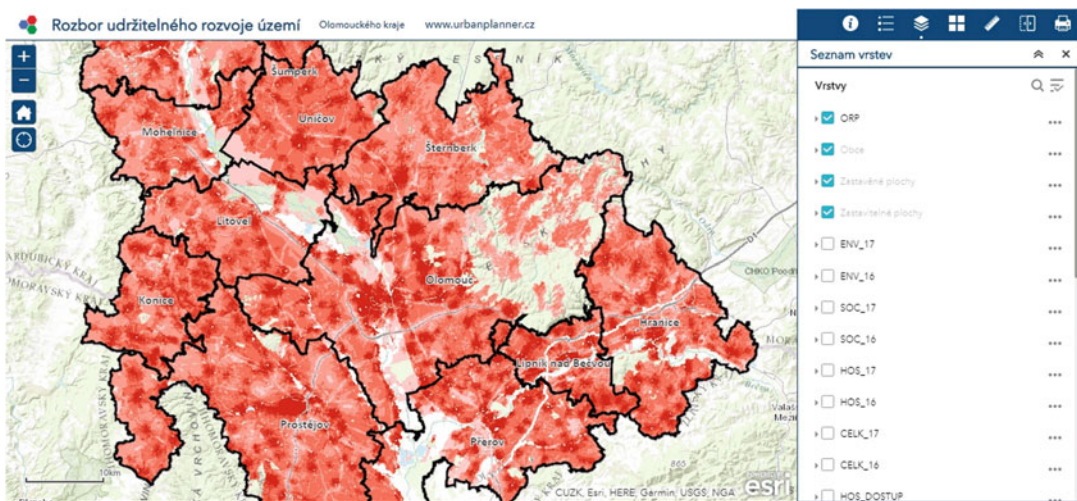 Rozbor udržitelného rozvoje území Olomouckého kraje www.urbanplanner.cz
Seznam vrstev
Vrstvy
ORP
Obce
Zastavěné plochy
Zastavitelné plochy
ENV_17
ENV_16
SOC_17
SOC_16
HOS_17
HOS_16
CELK_17
CELK_16
HOS_DOSTUP
Šumperk
Uničov
Mohelnice
Šternberk
Litovel
Olomouc
D1
Konice
Hranice
Lipník nad Bečvou
Prostějov
Přerov
865
10km
CUZK, Esri, HERE, Garmin, USGS, NGA
esri